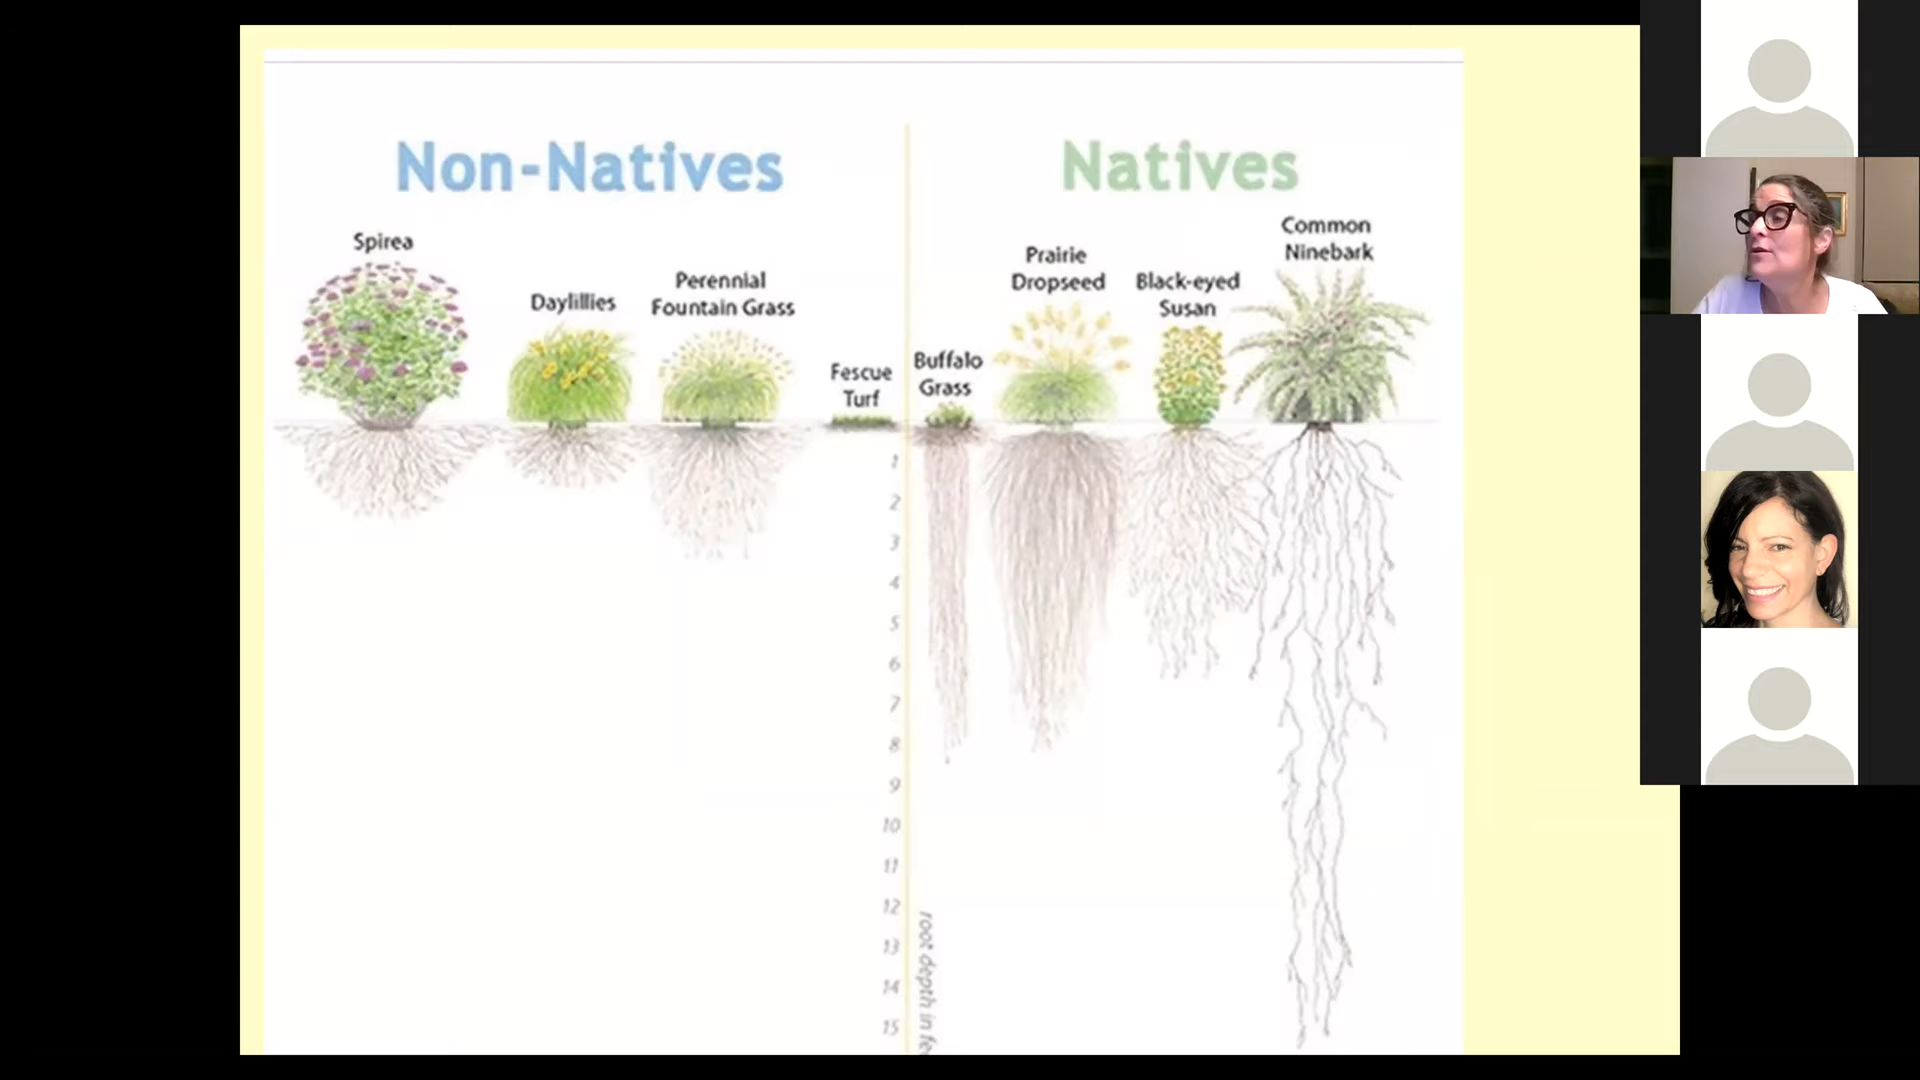 Non-Natives
Natives
Spirea
Daylillies
Perennial
Fountain Grass
Fescue
Turf
Buffalo
Grass
Prairie
Dropseed
Black-eyed
Susan
Common
Ninebark
1
2
3
4
5
6
7
8
9
10
11
12
13
14
15
root depth in fe